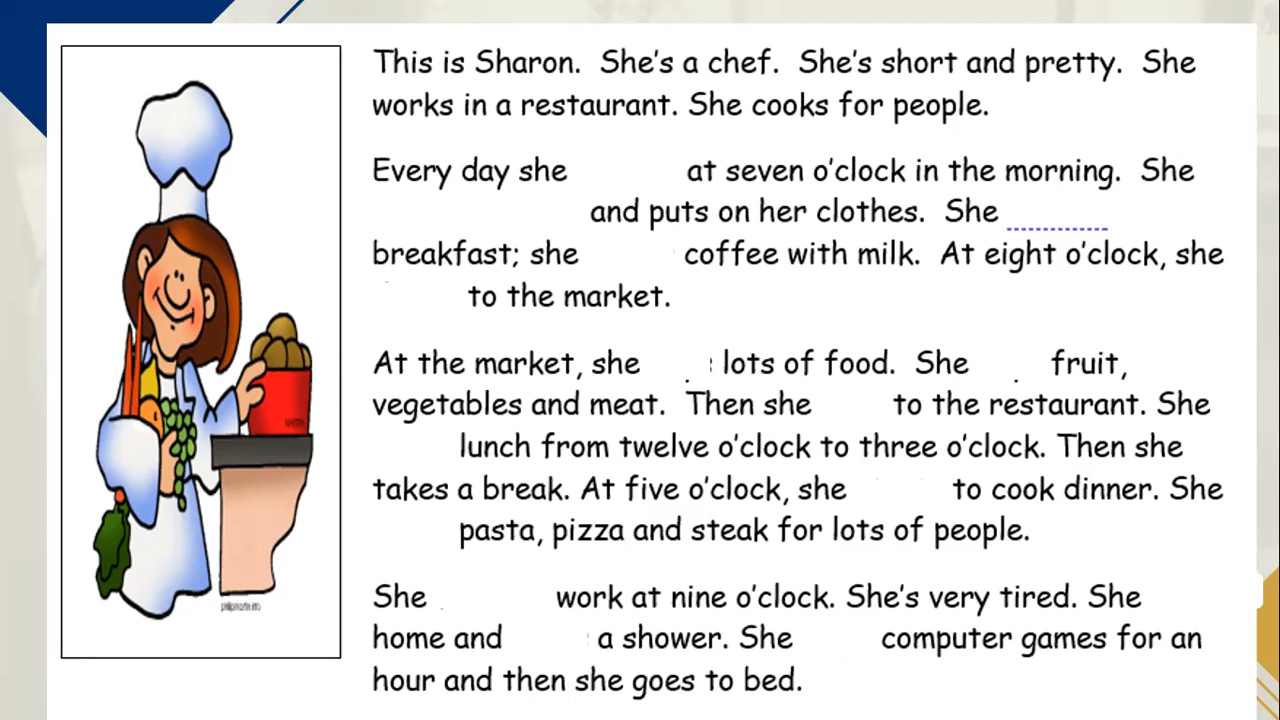 This is Sharon. She's a chef. She's short and pretty. She
works in a restaurant. She cooks for people.
Every day she at seven o'clock in the morning. She
and puts on her clothes. She
breakfast; she coffee with milk. At eight o'clock, she
to the market.
At the market, she lots of food. She fruit,
vegetables and meat. Then she to the restaurant. She
lunch from twelve o'clock to three o'clock. Then she
takes a break. At five o'clock, she to cook dinner. She
pasta, pizza and steak for lots of people.
She work at nine o'clock. She's very tired. She
home and a shower. She computer games for an
hour and then she goes to bed.